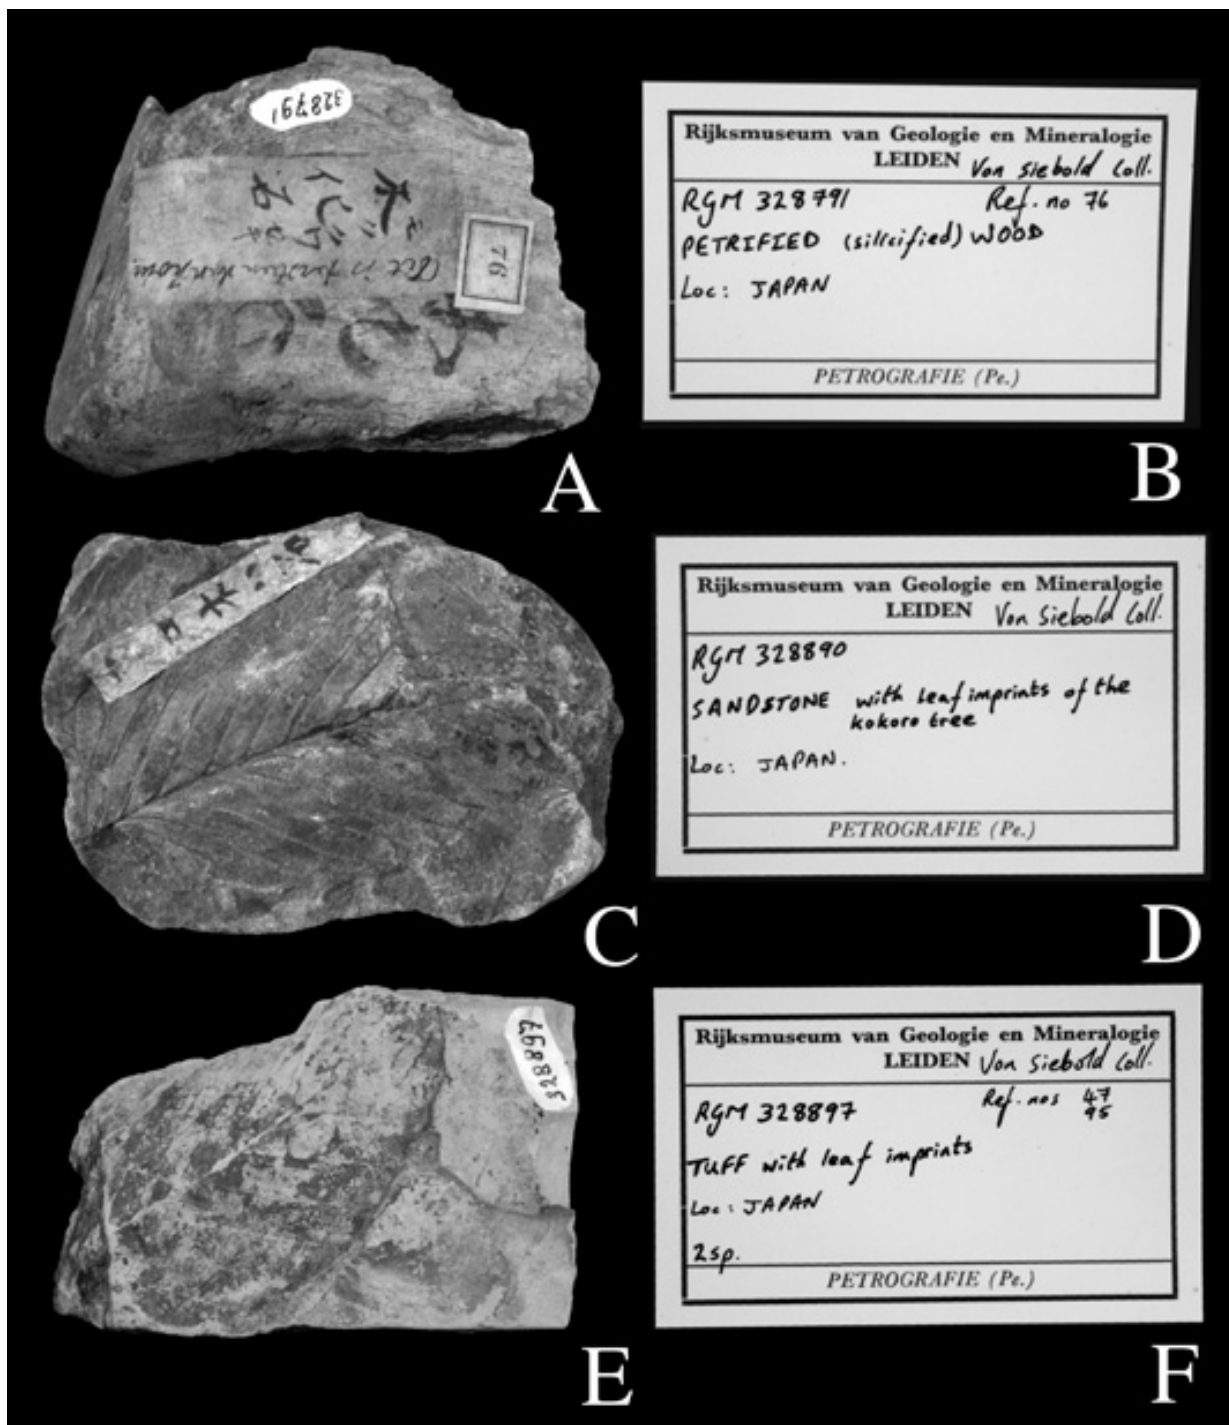 328791
76
A
Rijksmuseum van Geologie en Mineralogie
LEIDEN Von Siebold Coll.
RGM 328791 Ref. no 76
PETRIFIED (silicified) WOOD
Loc: JAPAN
PETROGRAFIE (Pe.)
B
C
Rijksmuseum van Geologie en Mineralogie
LEIDEN Von Siebold Coll.
RGM 328890
SANDSTONE with leaf imprints of the
kokoro tree
Loc: JAPAN.
PETROGRAFIE (Pe.)
D
328897
E
Rijksmuseum van Geologie en Mineralogie
LEIDEN Von Siebold Coll.
RGM 328897 Ref. nos 47
95
TUFF with leaf imprints
Loc: JAPAN
2sp.
PETROGRAFIE (Pe.)
F